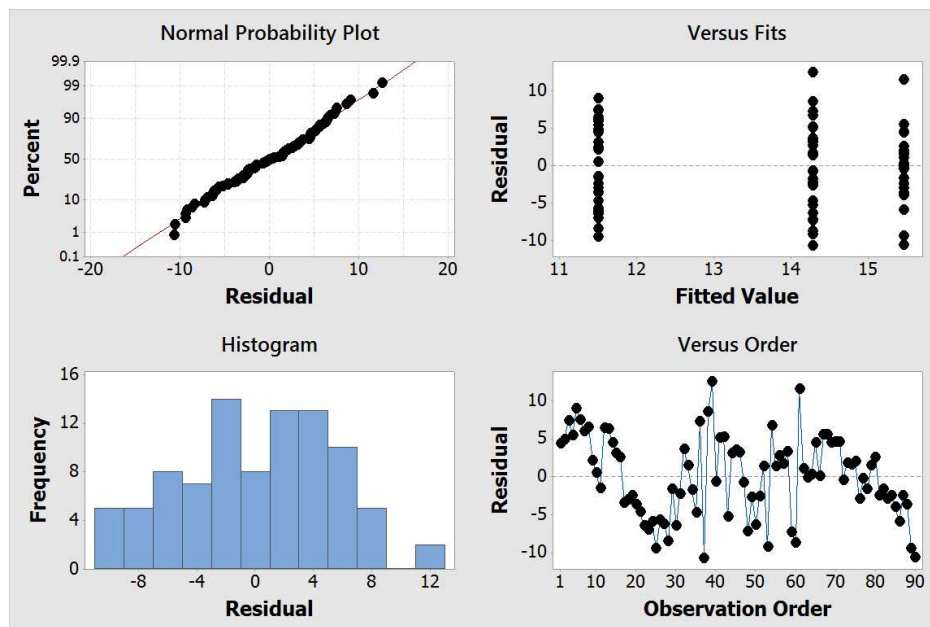 Normal Probability Plot
99.9
99
90
50
10
1
0.1
Percent
-20 -10 0 10 20
Residual
Versus Fits
10
5
0
-5
-10
Residual
11 12 13 14 15
Fitted Value
Histogram
16
12
8
4
0
Frequency
-8 -4 0 4 8 12
Residual
Versus Order
10
5
0
-5
-10
Residual
1 10 20 30 40 50 60 70 80 90
Observation Order